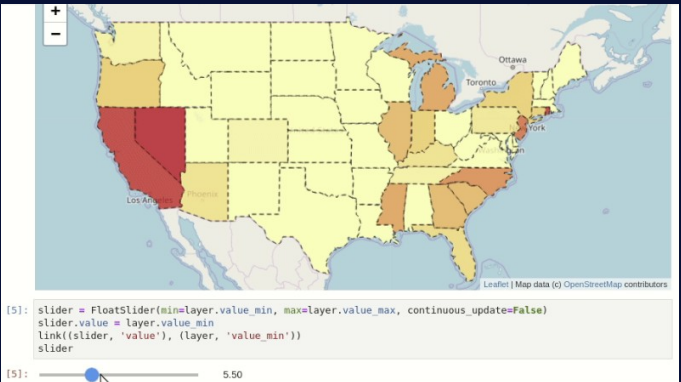 +
−
Ottawa
Toronto
York
Los Angeles
Phoenix
Leaflet | Map data (c) OpenStreetMap contributors
[5]: slider = FloatSlider(min=layer.value_min, max=layer.value_max, continuous_update=False)
slider.value = layer.value_min
link((slider, 'value'), (layer, 'value_min'))
slider
[5]: 5.50